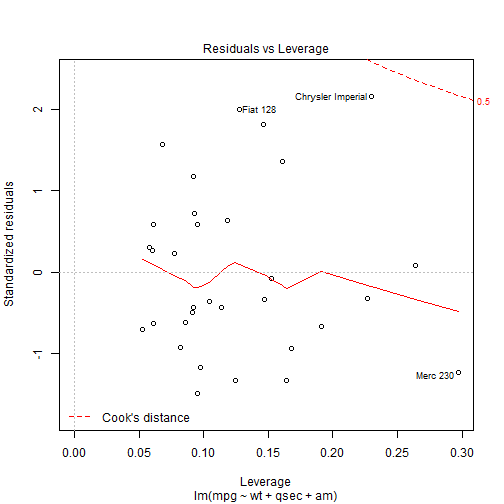 Residuals vs Leverage
Standardized residuals
2
1
0
-1
Chrysler Imperial
Fiat 128
0.5
Merc 230
Cook's distance
0.00 0.05 0.10 0.15 0.20 0.25 0.30
Leverage
lm(mpg ~ wt + qsec + am)